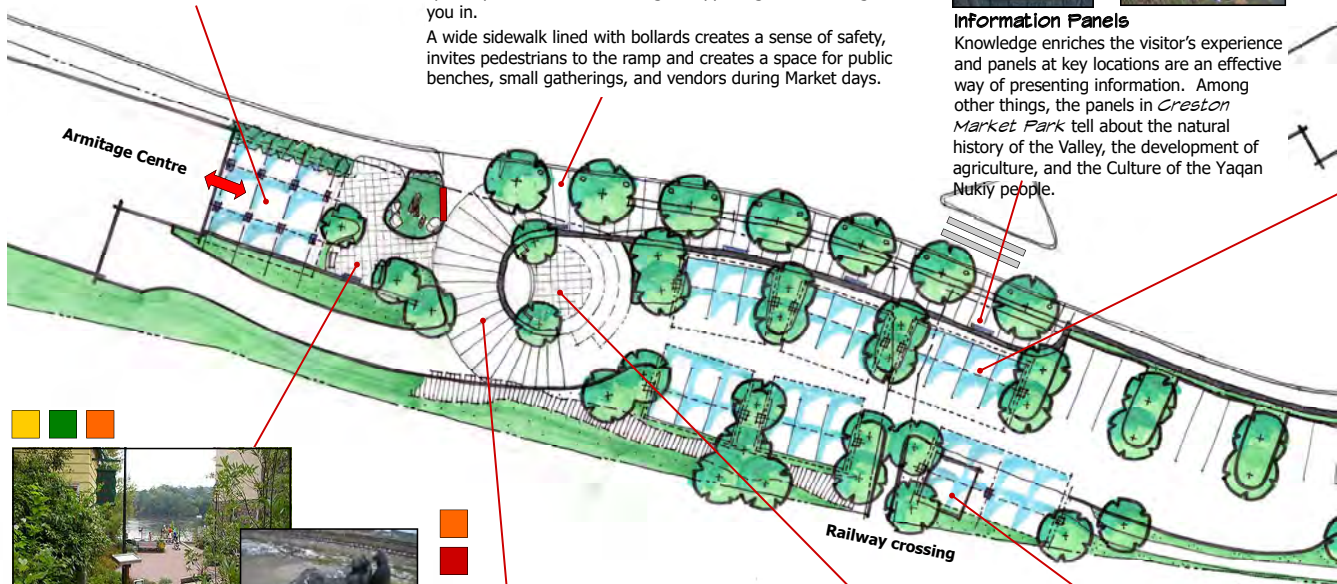 you in.
A wide sidewalk lined with bollards creates a sense of safety,
invites pedestrians to the ramp and creates a space for public
benches, small gatherings, and vendors during Market days.
Information Panels
Knowledge enriches the visitor’s experience
and panels at key locations are an effective
way of presenting information. Among
other things, the panels in Creston
Market Park tell about the natural
history of the Valley, the development of
agriculture, and the Culture of the Yaqan
Nukiy people.
Armitage Centre
Railway crossing